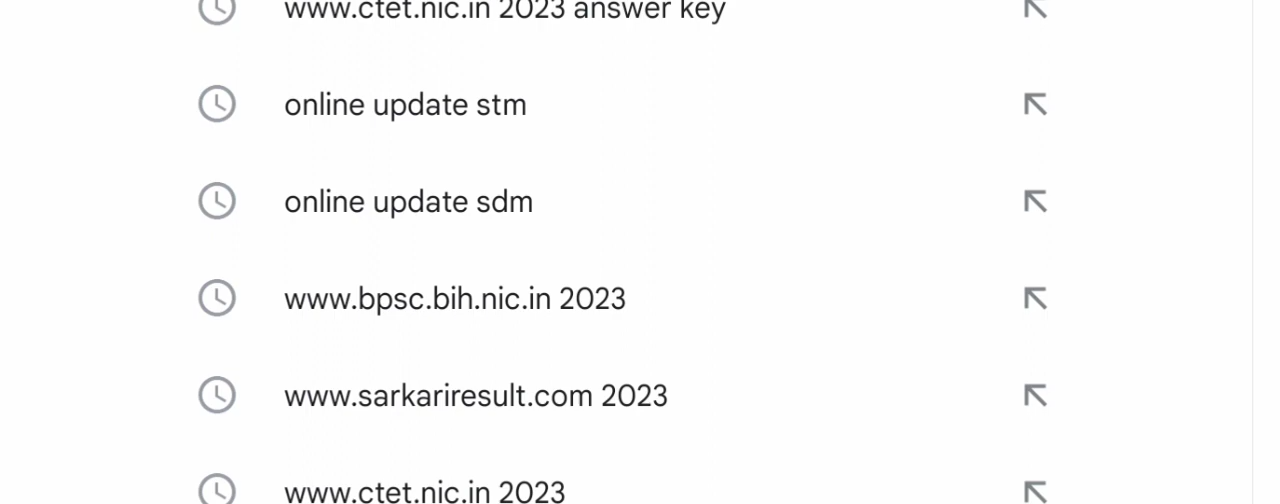 www.ctet.nic.in 2023 answer key
online update stm
online update sdm
www.bpsc.bih.nic.in 2023
www.sarkariresult.com 2023
www.ctet.nic.in 2023